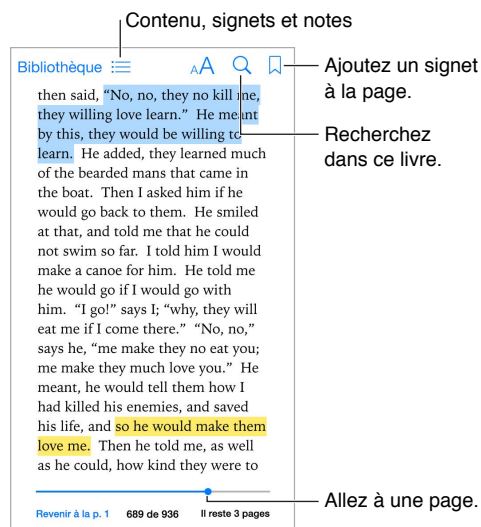 Contenu, signets et notes
Bibliothèque
AA
Ajoutez un signet
à la page.
Recherchez
dans ce livre.
then said, “No, no, they no kill me,
they willing love learn.” He meant
by this, they would be willing to
learn. He added, they learned much
of the bearded mans that came in
the boat. Then I asked him if he
would go back to them. He smiled
at that, and told me that he could
not swim so far. I told him I would
make a canoe for him. He told me
he would go if I would go with
him. “I go!” says I; “why, they will
eat me if I come there.” “No, no,”
says he, “me make they no eat you;
me make they much love you.” He
meant, he would tell them how I
had killed his enemies, and saved
his life, and so he would make them
love me. Then he told me, as well
as he could, how kind they were to
Allez à une page.
Revenir à la p. 1 689 de 936 Il reste 3 pages